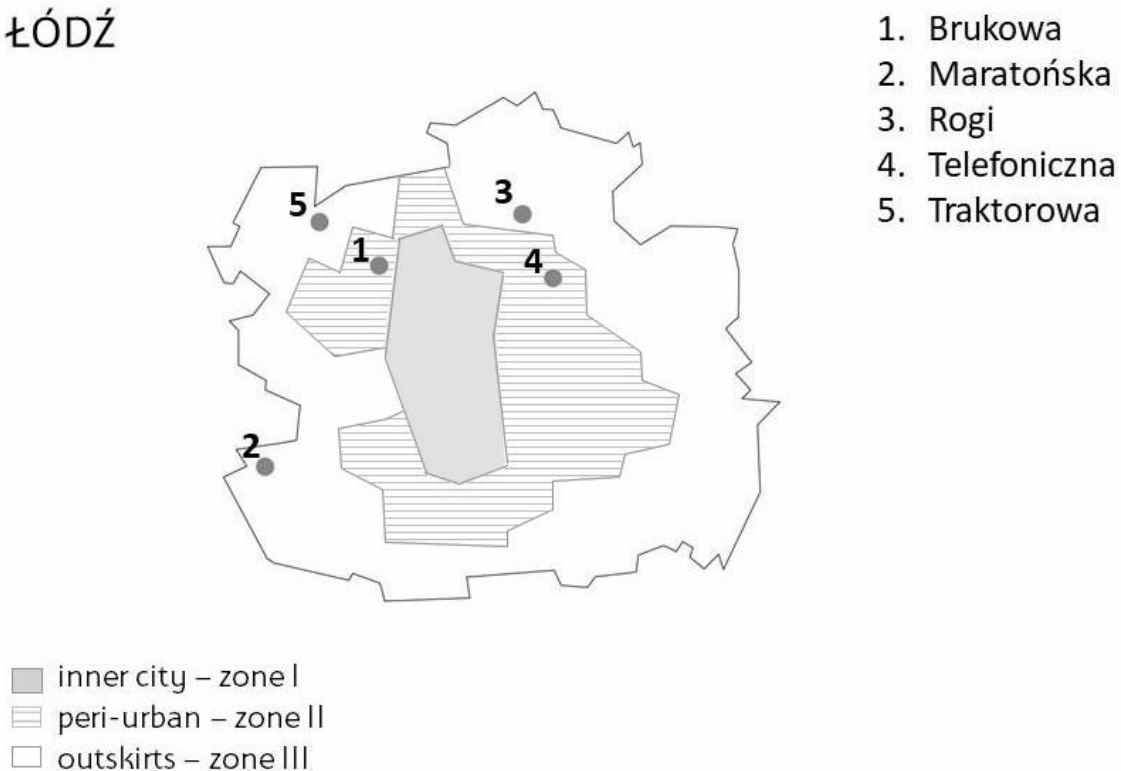 ŁÓDŹ
1. Brukowa
2. Maratońska
3. Rogi
4. Telefoniczna
5. Traktorowa
5
3
1
4
2
inner city – zone I
peri-urban – zone II
outskirts – zone III